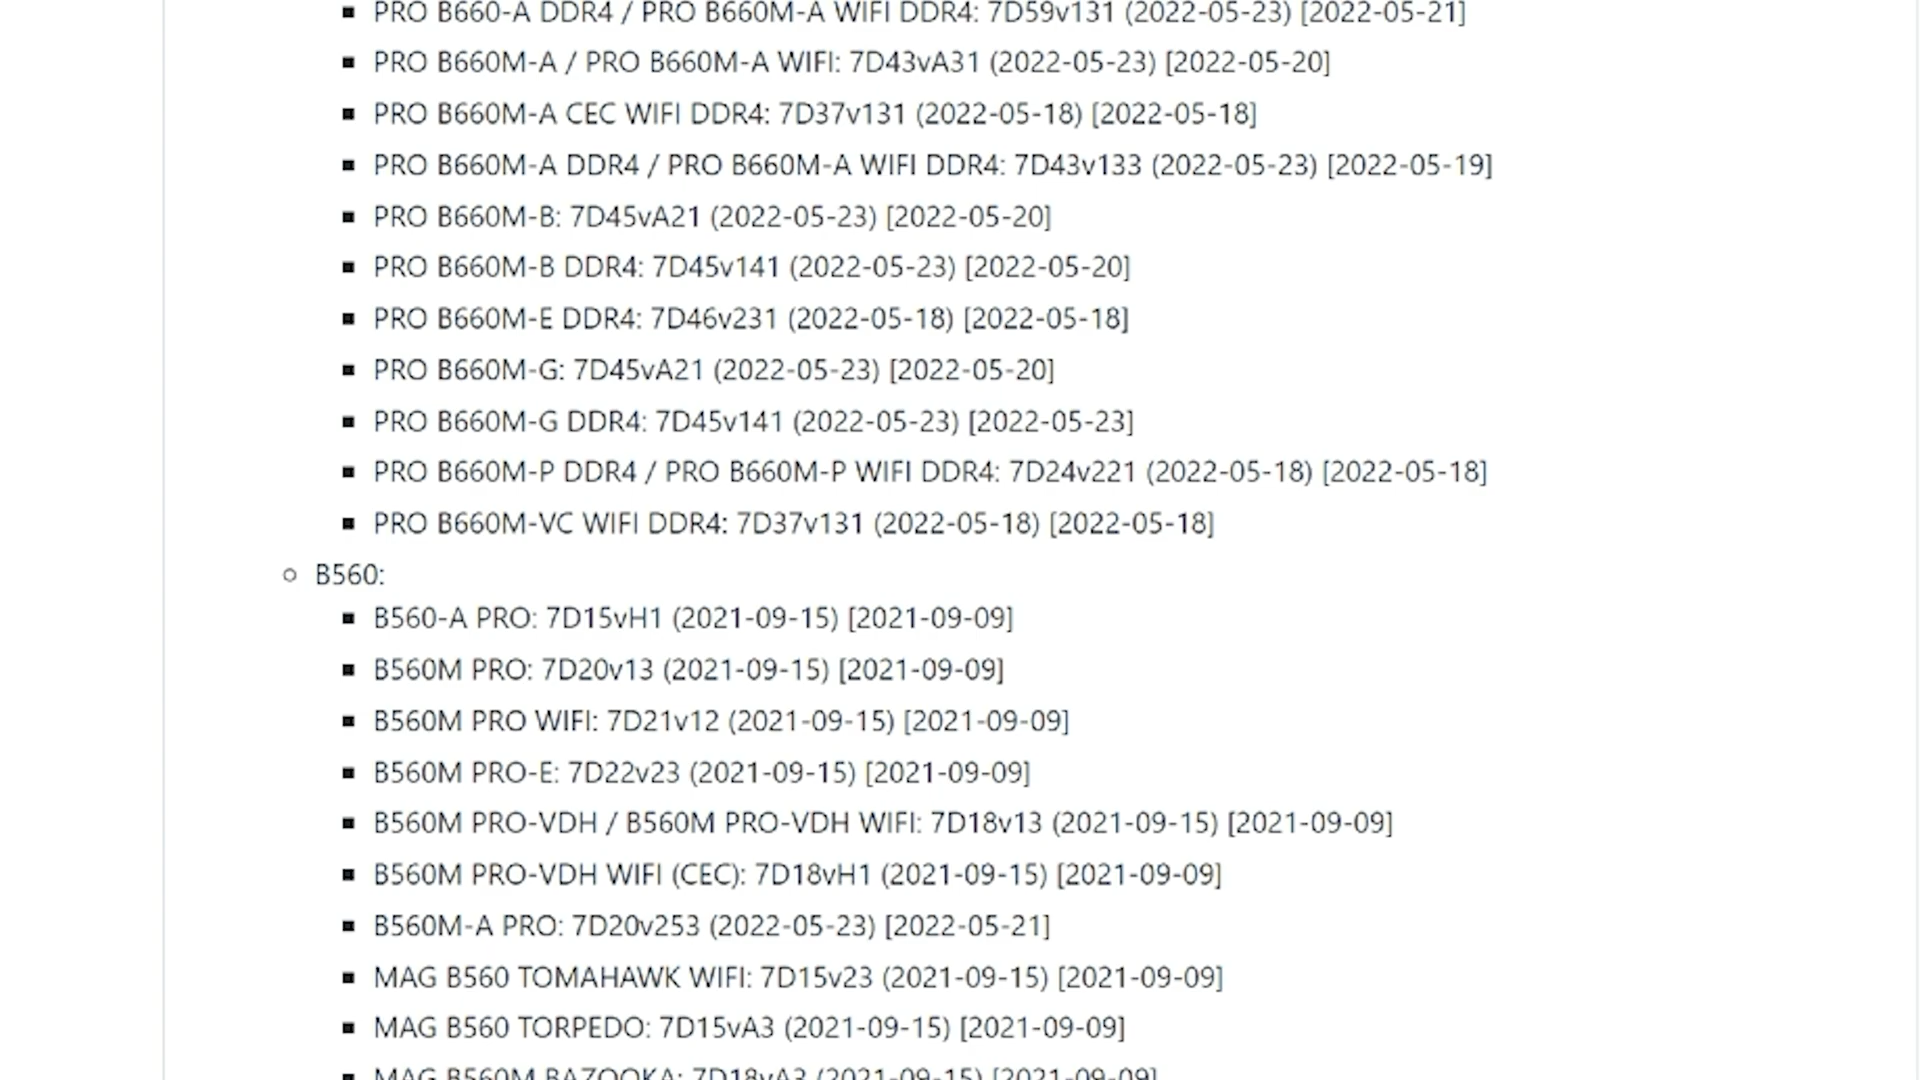 PRO B660-A DDR4 / PRO B660M-A WIFI DDR4: 7D59v131 (2022-05-23) [2022-05-21]
PRO B660M-A / PRO B660M-A WIFI: 7D43vA31 (2022-05-23) [2022-05-20]
PRO B660M-A CEC WIFI DDR4: 7D37v131 (2022-05-18) [2022-05-18]
PRO B660M-A DDR4 / PRO B660M-A WIFI DDR4: 7D43v133 (2022-05-23) [2022-05-19]
PRO B660M-B: 7D45vA21 (2022-05-23) [2022-05-20]
PRO B660M-B DDR4: 7D45v141 (2022-05-23) [2022-05-20]
PRO B660M-E DDR4: 7D46v231 (2022-05-18) [2022-05-18]
PRO B660M-G: 7D45vA21 (2022-05-23) [2022-05-20]
PRO B660M-G DDR4: 7D45v141 (2022-05-23) [2022-05-23]
PRO B660M-P DDR4 / PRO B660M-P WIFI DDR4: 7D24v221 (2022-05-18) [2022-05-18]
PRO B660M-VC WIFI DDR4: 7D37v131 (2022-05-18) [2022-05-18]
B560:
B560-A PRO: 7D15vH1 (2021-09-15) [2021-09-09]
B560M PRO: 7D20v13 (2021-09-15) [2021-09-09]
B560M PRO WIFI: 7D21v12 (2021-09-15) [2021-09-09]
B560M PRO-E: 7D22v23 (2021-09-15) [2021-09-09]
B560M PRO-VDH / B560M PRO-VDH WIFI: 7D18v13 (2021-09-15) [2021-09-09]
B560M PRO-VDH WIFI (CEC): 7D18vH1 (2021-09-15) [2021-09-09]
B560M-A PRO: 7D20v253 (2022-05-23) [2022-05-21]
MAG B560 TOMAHAWK WIFI: 7D15v23 (2021-09-15) [2021-09-09]
MAG B560 TORPEDO: 7D15vA3 (2021-09-15) [2021-09-09]
MAG B560M BAZOOKA: 7D18vA3 (2021-09-15) [2021-09-09]